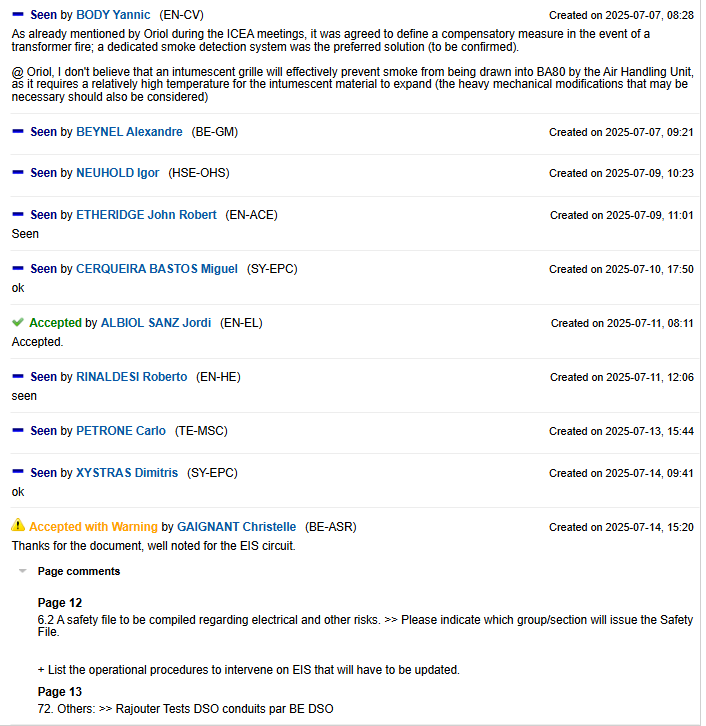 Seen by BODY Yannic (EN-CV) Created on 2025-07-07, 08:28
As already mentioned by Oriol during the ICEA meetings, it was agreed to define a compensatory measure in the event of a
transformer fire; a dedicated smoke detection system was the preferred solution (to be confirmed).
@ Oriol, I don't believe that an intumescent grille will effectively prevent smoke from being drawn into BA80 by the Air Handling Unit,
as it requires a relatively high temperature for the intumescent material to expand (the heavy mechanical modifications that may be
necessary should also be considered)
Seen by BEYNEL Alexandre (BE-GM) Created on 2025-07-07, 09:21
Seen by NEUHOLD Igor (HSE-OHS) Created on 2025-07-09, 10:23
Seen by ETHERIDGE John Robert (EN-ACE) Created on 2025-07-09, 11:01
Seen
Seen by CERQUEIRA BASTOS Miguel (SY-EPC) Created on 2025-07-10, 17:50
ok
Accepted by ALBIOL SANZ Jordi (EN-EL) Created on 2025-07-11, 08:11
Accepted.
Seen by RINALDESI Roberto (EN-HE) Created on 2025-07-11, 12:06
seen
Seen by PETRONE Carlo (TE-MSC) Created on 2025-07-13, 15:44
Seen by XYSTRAS Dimitris (SY-EPC) Created on 2025-07-14, 09:41
ok
Accepted with Warning by GAIGNANT Christelle (BE-ASR) Created on 2025-07-14, 15:20
Thanks for the document, well noted for the EIS circuit.
Page comments
Page 12
6.2 A safety file to be compiled regarding electrical and other risks. >> Please indicate which group/section will issue the Safety
File.
+ List the operational procedures to intervene on EIS that will have to be updated.
Page 13
72. Others: >> Rajouter Tests DSO conduits par BE DSO